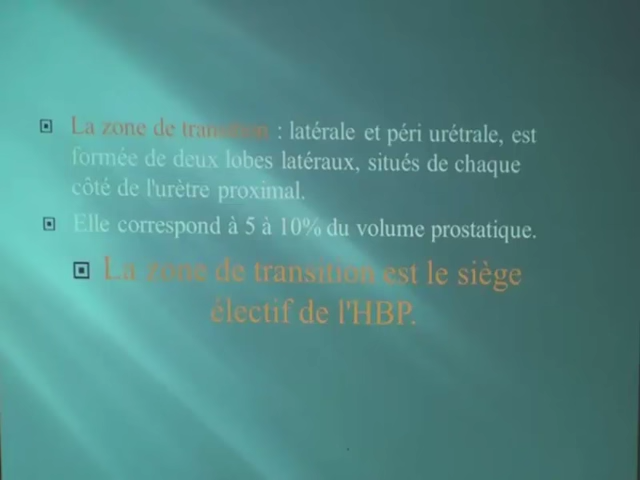 La zone de transition : latérale et péri urétrale, est
formée de deux lobes latéraux, situés de chaque
côté de l'urètre proximal.
Elle correspond à 5 à 10% du volume prostatique.
La zone de transition est le siège
électif de l'HBP.